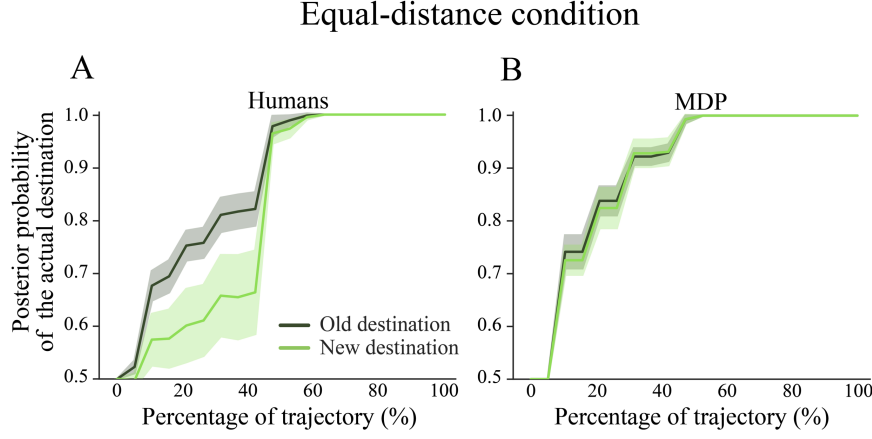 Equal-distance condition
A
Humans
Posterior probability
of the actual destination
1.0
0.9
0.8
0.7
0.6
0.5
Old destination
New destination
0 20 40 60 80 100
Percentage of trajectory (%)
B
MDP
1.0
0.9
0.8
0.7
0.6
0.5
0 20 40 60 80 100
Percentage of trajectory (%)